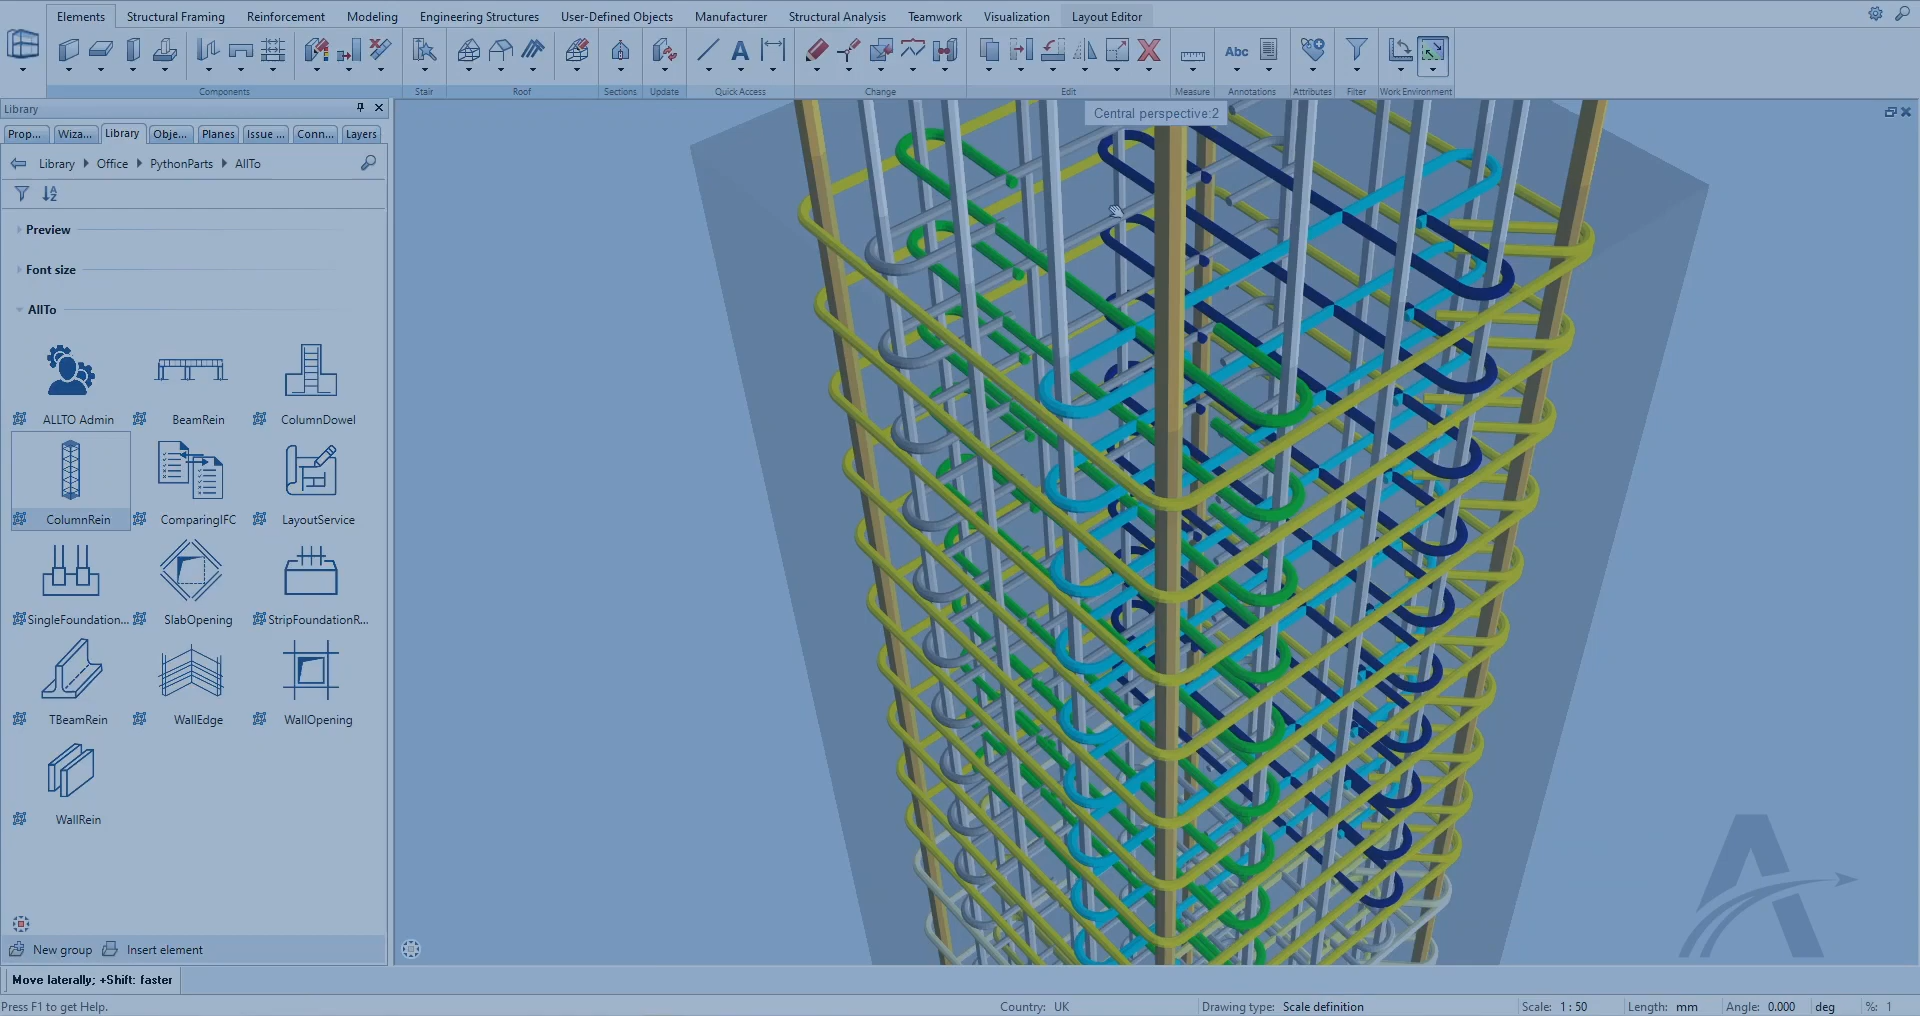 Elements Structural Framing Reinforcement Modeling Engineering Structures User-Defined Objects Manufacturer Structural Analysis Teamwork Visualization Layout Editor
Abc
Components Stair Roof Sections Update Quick Access Change Edit Measure Annotations Attributes Filter Work Environment
Library
Central perspective:2
Prop... Wiza... Library Obje... Planes Issue ... Conn... Layers
Library Office PythonParts AllTo
Preview
Font size
AllTo
ALLTO Admin BeamRein ColumnDowel
ColumnRein ComparingIFC LayoutService
SingleFoundation... SlabOpening StripFoundationR...
TBeamRein WallEdge WallOpening
WallRein
New group Insert element
Move laterally; +Shift: faster
Press F1 to get Help. Country: UK Drawing type: Scale definition Scale: 1 : 50 Length: mm Angle: 0.000 deg %: 1